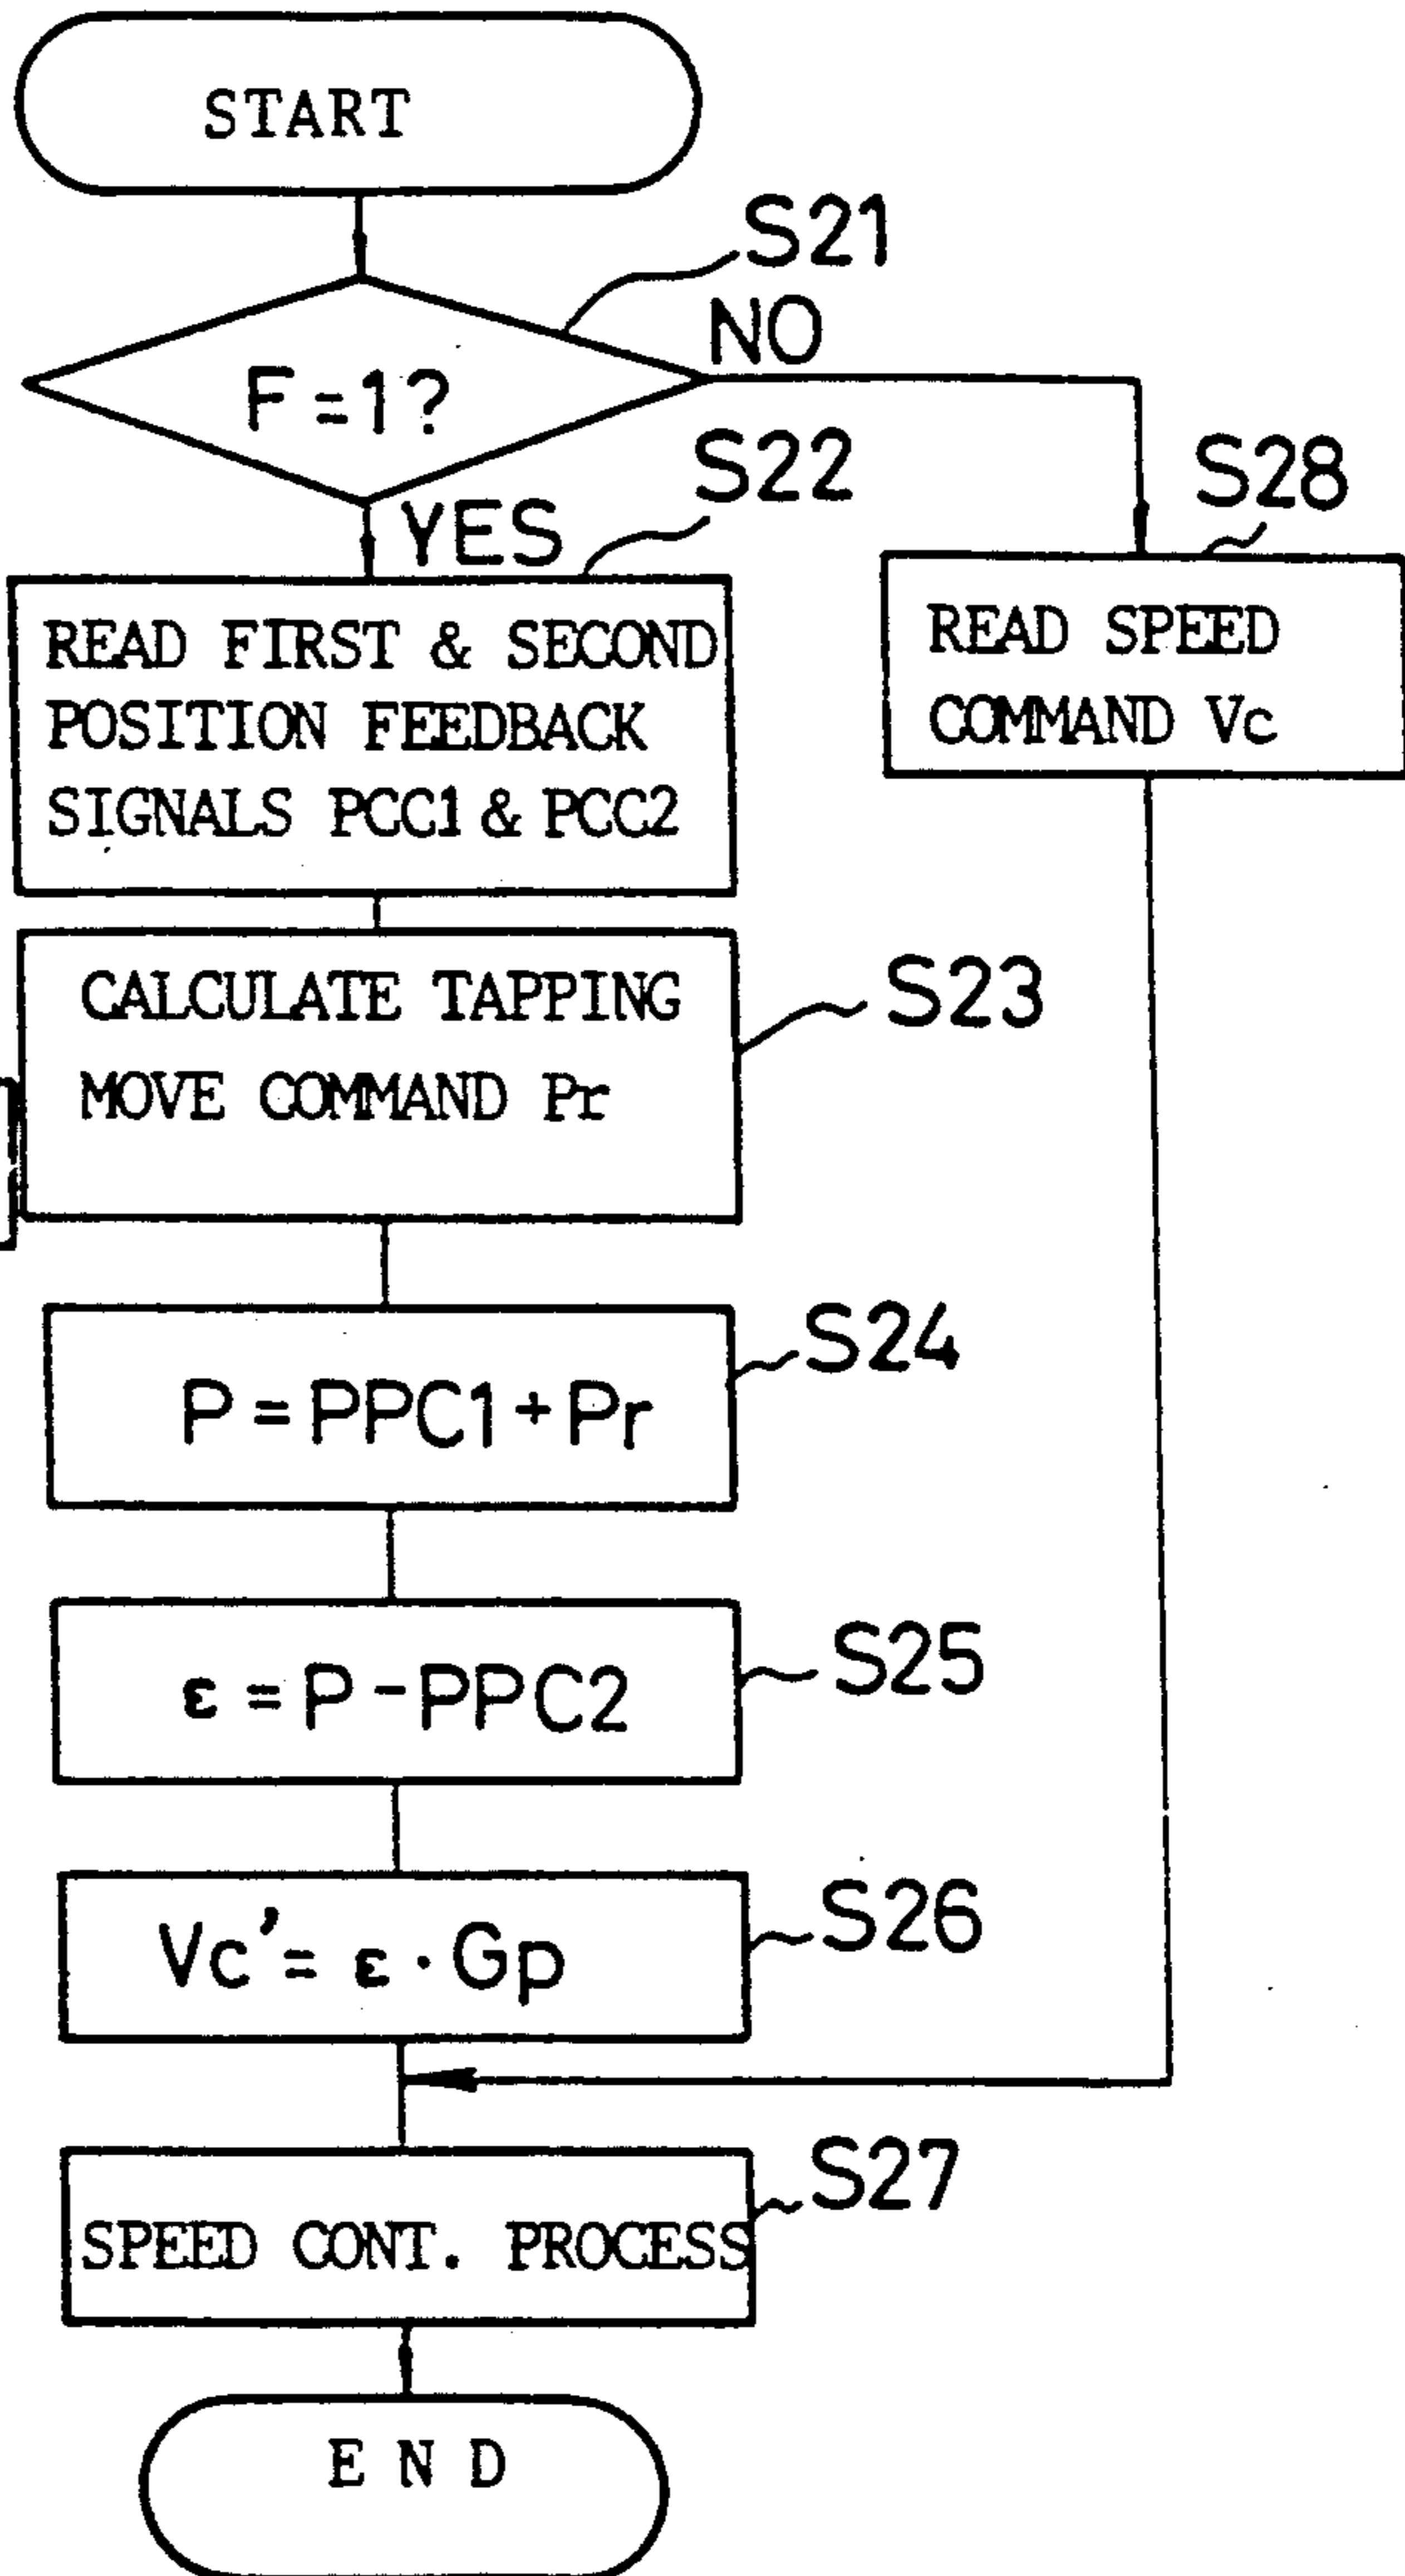 START
S21
F=1?
NO
YES
S22
READ FIRST & SECOND
POSITION FEEDBACK
SIGNALS PCC1 & PCC2
S28
READ SPEED
COMMAND Vc
CALCULATE TAPPING
MOVE COMMAND Pr
S23
P = PPC1 + Pr
S24
ε = P - PPC2
S25
Vc' = ε · Gp
S26
SPEED CONT. PROCESS
S27
END